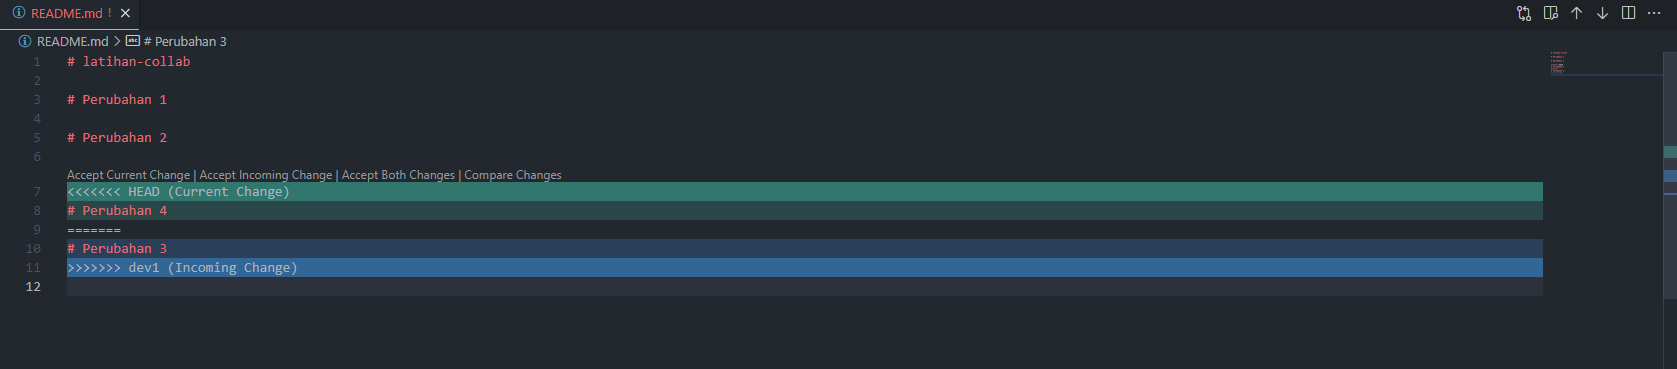 README.md !
README.md > # Perubahan 3
1 # latihan-collab
2
3 # Perubahan 1
4
5 # Perubahan 2
6
Accept Current Change | Accept Incoming Change | Accept Both Changes | Compare Changes
7 <<<<<<< HEAD (Current Change)
8 # Perubahan 4
9 =======
10 # Perubahan 3
11 >>>>>>> dev1 (Incoming Change)
12